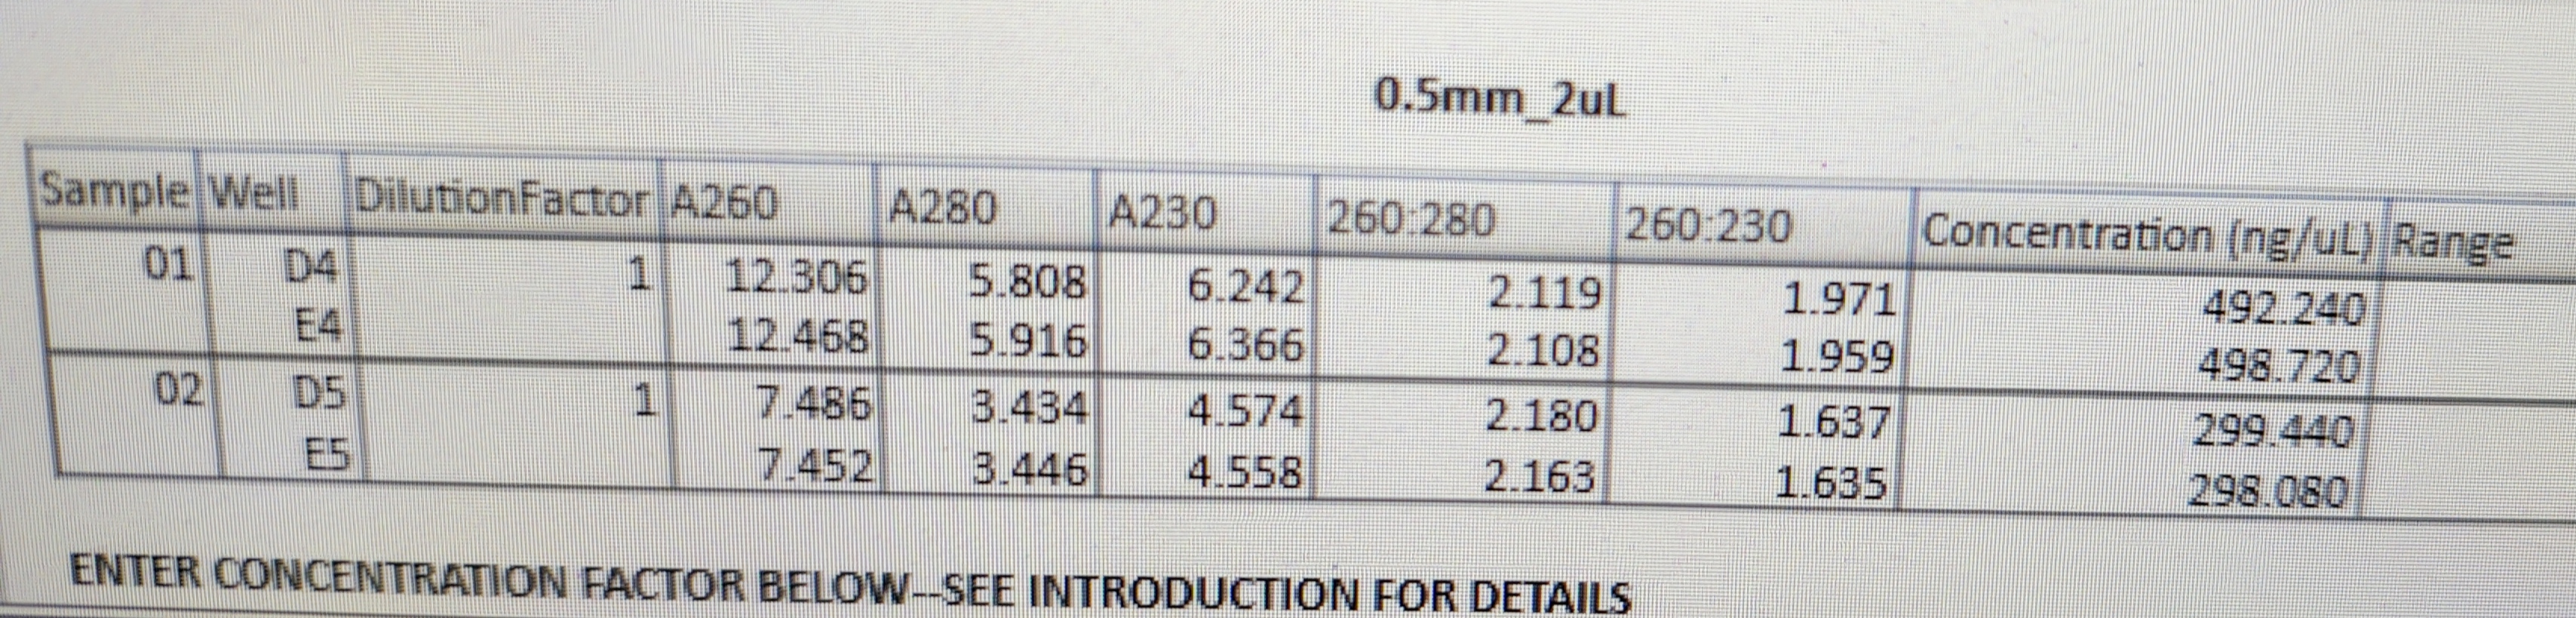 0.5mm_2uL
Sample Well DilutionFactor A260 A280 A230 260:280 260:230 Concentration (ng/uL) Range
01 D4 1 12.306 5.808 6.242 2.119 1.971 492.240
E4 12.468 5.916 6.366 2.108 1.959 498.720
02 D5 1 7.486 3.434 4.574 2.180 1.637 299.440
E5 7.452 3.446 4.558 2.163 1.635 298.080
ENTER CONCENTRATION FACTOR BELOW--SEE INTRODUCTION FOR DETAILS